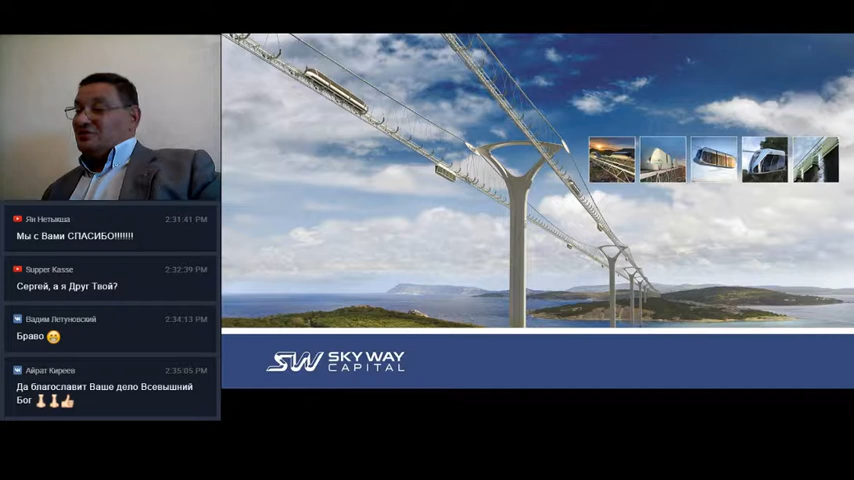 Ян Нетыкша 2:31:41 PM
Мы с Вами СПАСИБО!!!!!!!
Supper Kasse 2:32:39 PM
Сергей, а я Друг Твой?
Вадим Летуновский 2:34:13 PM
Браво 😁
Айрат Киреев 2:35:05 PM
Да благославит Ваше дело Всевышний
Бог
SW SKY WAY
CAPITAL